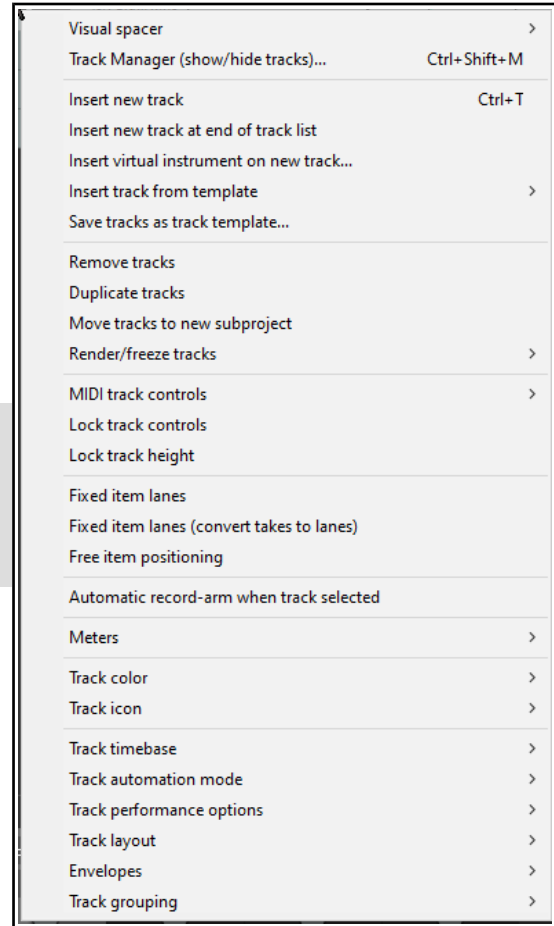 Visual spacer
Track Manager (show/hide tracks)... Ctrl+Shift+M
Insert new track Ctrl+T
Insert new track at end of track list
Insert virtual instrument on new track...
Insert track from template
Save tracks as track template...
Remove tracks
Duplicate tracks
Move tracks to new subproject
Render/freeze tracks
MIDI track controls
Lock track controls
Lock track height
Fixed item lanes
Fixed item lanes (convert takes to lanes)
Free item positioning
Automatic record-arm when track selected
Meters
Track color
Track icon
Track timebase
Track automation mode
Track performance options
Track layout
Envelopes
Track grouping